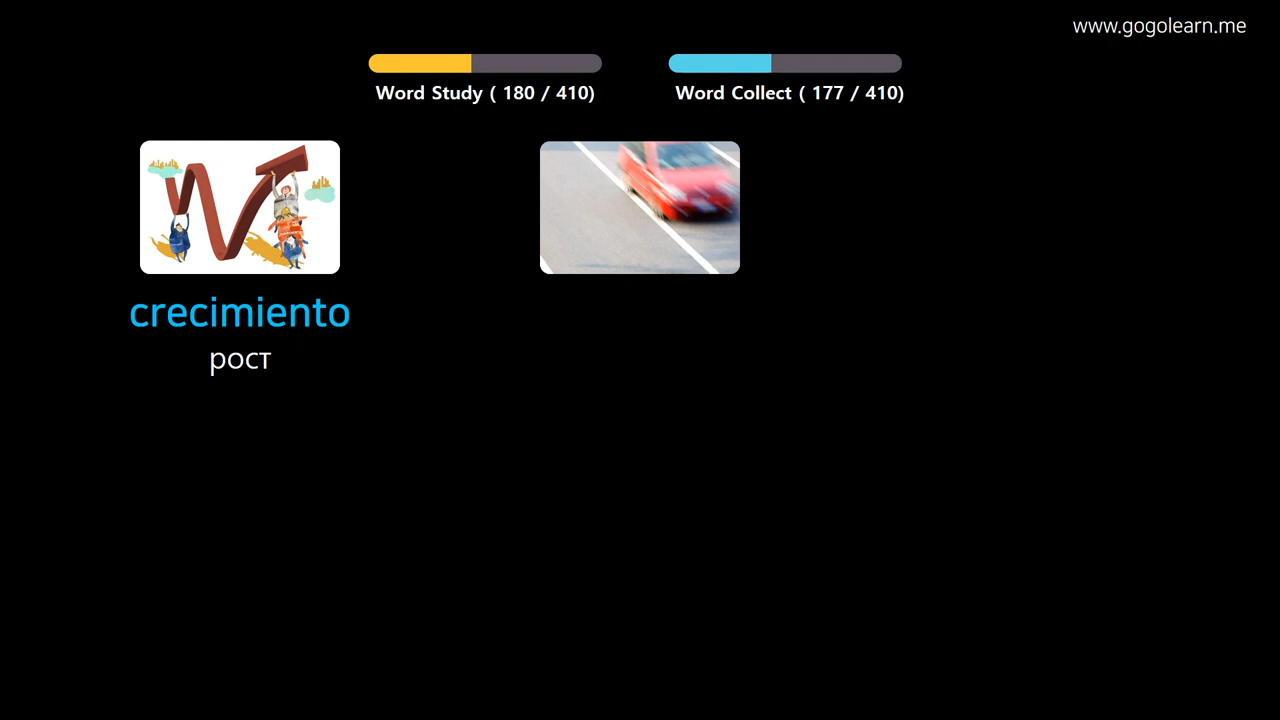 www.gogolearn.me
Word Study ( 180 / 410)
Word Collect ( 177 / 410)
crecimiento
рост